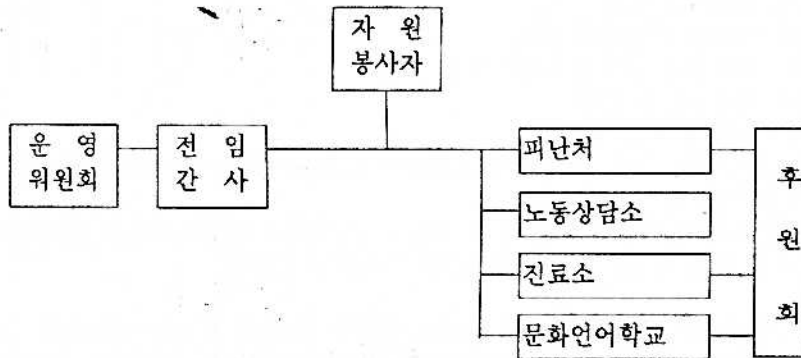 자 원
봉사자
운 영
위원회
전 임
간 사
피난처
노동상담소
진료소
문화언어학교
후
원
회